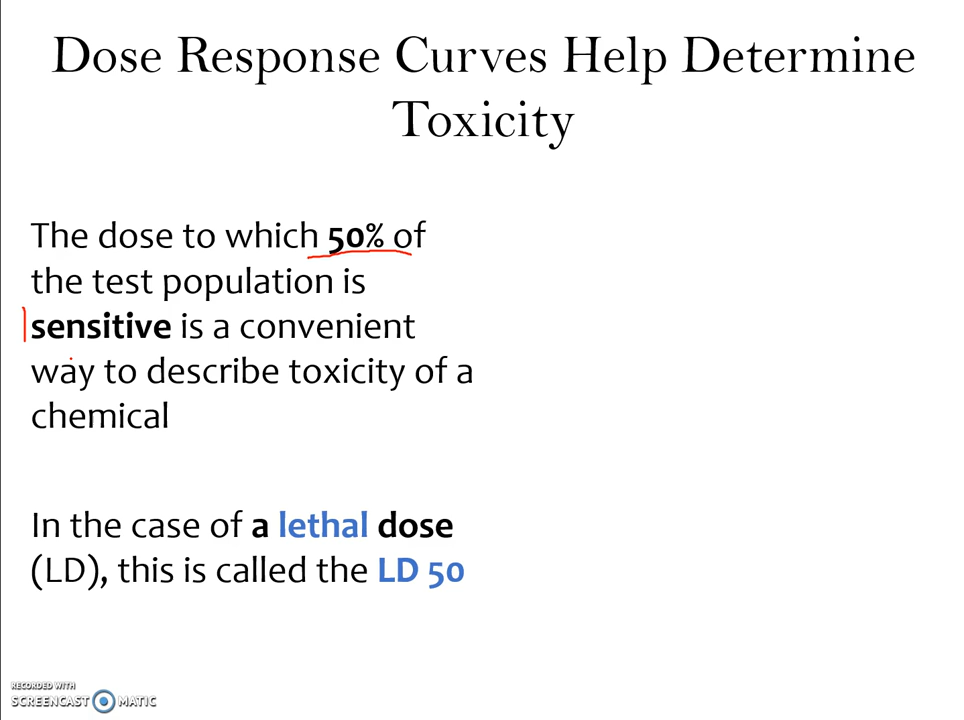 Dose Response Curves Help Determine
Toxicity
The dose to which 50% of
the test population is
sensitive is a convenient
way to describe toxicity of a
chemical
In the case of a lethal dose
(LD), this is called the LD 50
RECORDED WITH
SCREENCAST MATIC